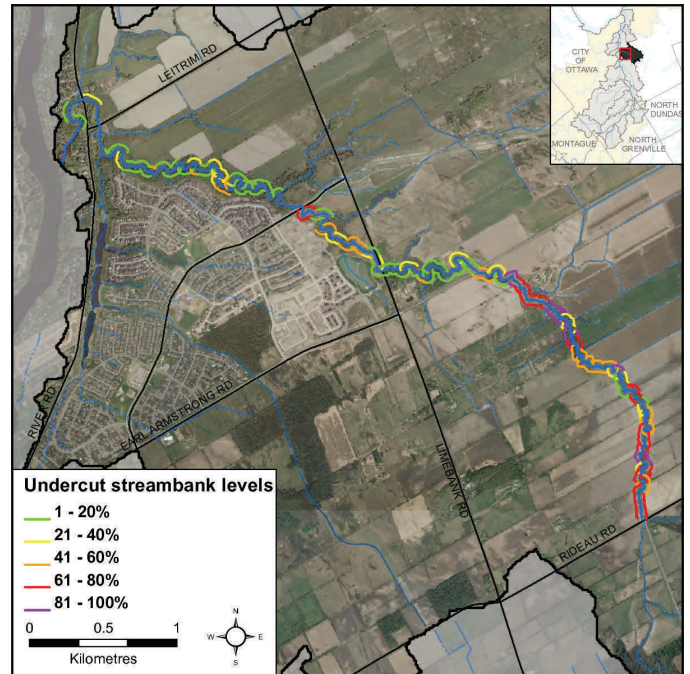 LEITRIM RD
CITY OF
OTTAWA
NORTH
DUNDAS
MONTAGUE
NORTH
GRENVILLE
RIVER RD
EARL ARMSTRONG RD
LIMEBANK RD
RIDEAU RD
Undercut streambank levels
1 - 20%
21 - 40%
41 - 60%
61 - 80%
81 - 100%
0 0.5 1
Kilometres
N
W E
S